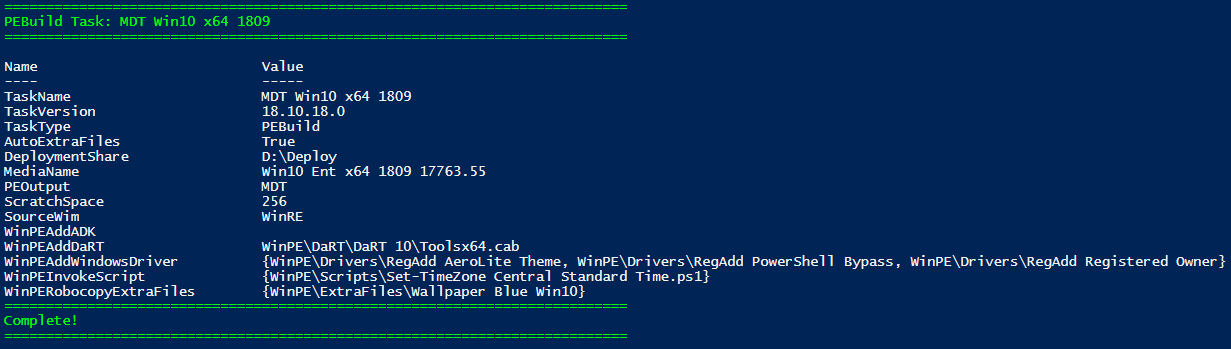 ===========================================================================
PEBuild Task: MDT Win10 x64 1809
===========================================================================
Name Value
---- -----
TaskName MDT Win10 x64 1809
TaskVersion 18.10.18.0
TaskType PEBuild
AutoExtraFiles True
DeploymentShare D:\Deploy
MediaName Win10 Ent x64 1809 17763.55
PEOutput MDT
ScratchSpace 256
SourceWim WinRE
WinPEAddADK
WinPEAddDaRT WinPE\DaRT\DaRT 10\Toolsx64.cab
WinPEAddWindowsDriver {WinPE\Drivers\RegAdd AeroLite Theme, WinPE\Drivers\RegAdd PowerShell Bypass, WinPE\Drivers\RegAdd Registered Owner}
WinPEInvokeScript {WinPE\Scripts\Set-TimeZone Central Standard Time.ps1}
WinPERobocopyExtraFiles {WinPE\ExtraFiles\Wallpaper Blue Win10}
===========================================================================
Complete!
===========================================================================